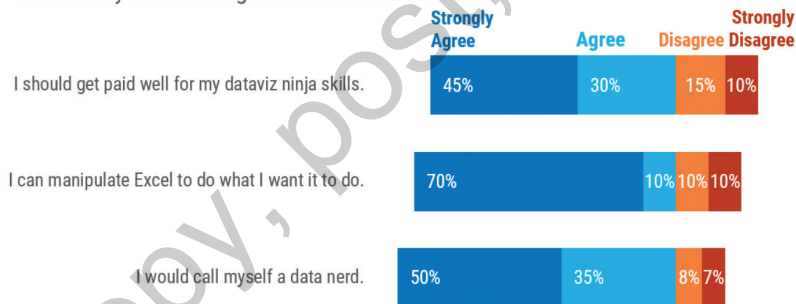 Strongly Agree
Agree
Disagree
Strongly Disagree
I should get paid well for my dataviz ninja skills.
45% 30% 15% 10%
I can manipulate Excel to do what I want it to do.
70% 10% 10% 10%
I would call myself a data nerd.
50% 35% 8% 7%
opy, post,